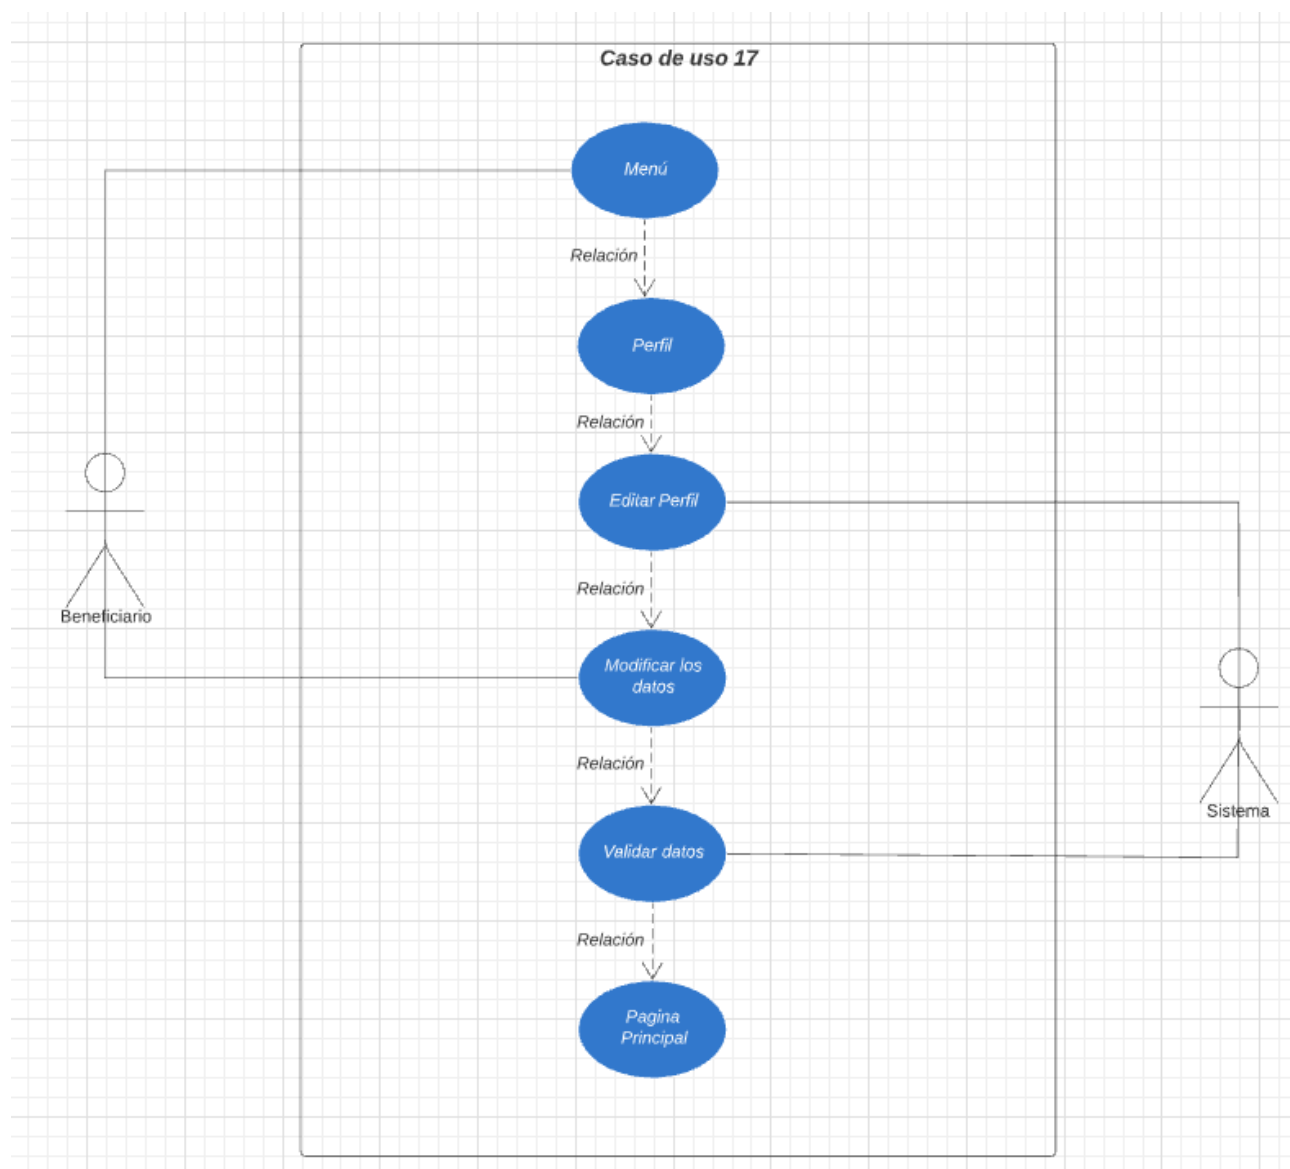 Caso de uso 17
Menú
Relación
Perfil
Relación
Editar Perfil
Relación
Beneficiario
Modificar los
datos
Relación
Sistema
Validar datos
Relación
Pagina
Principal